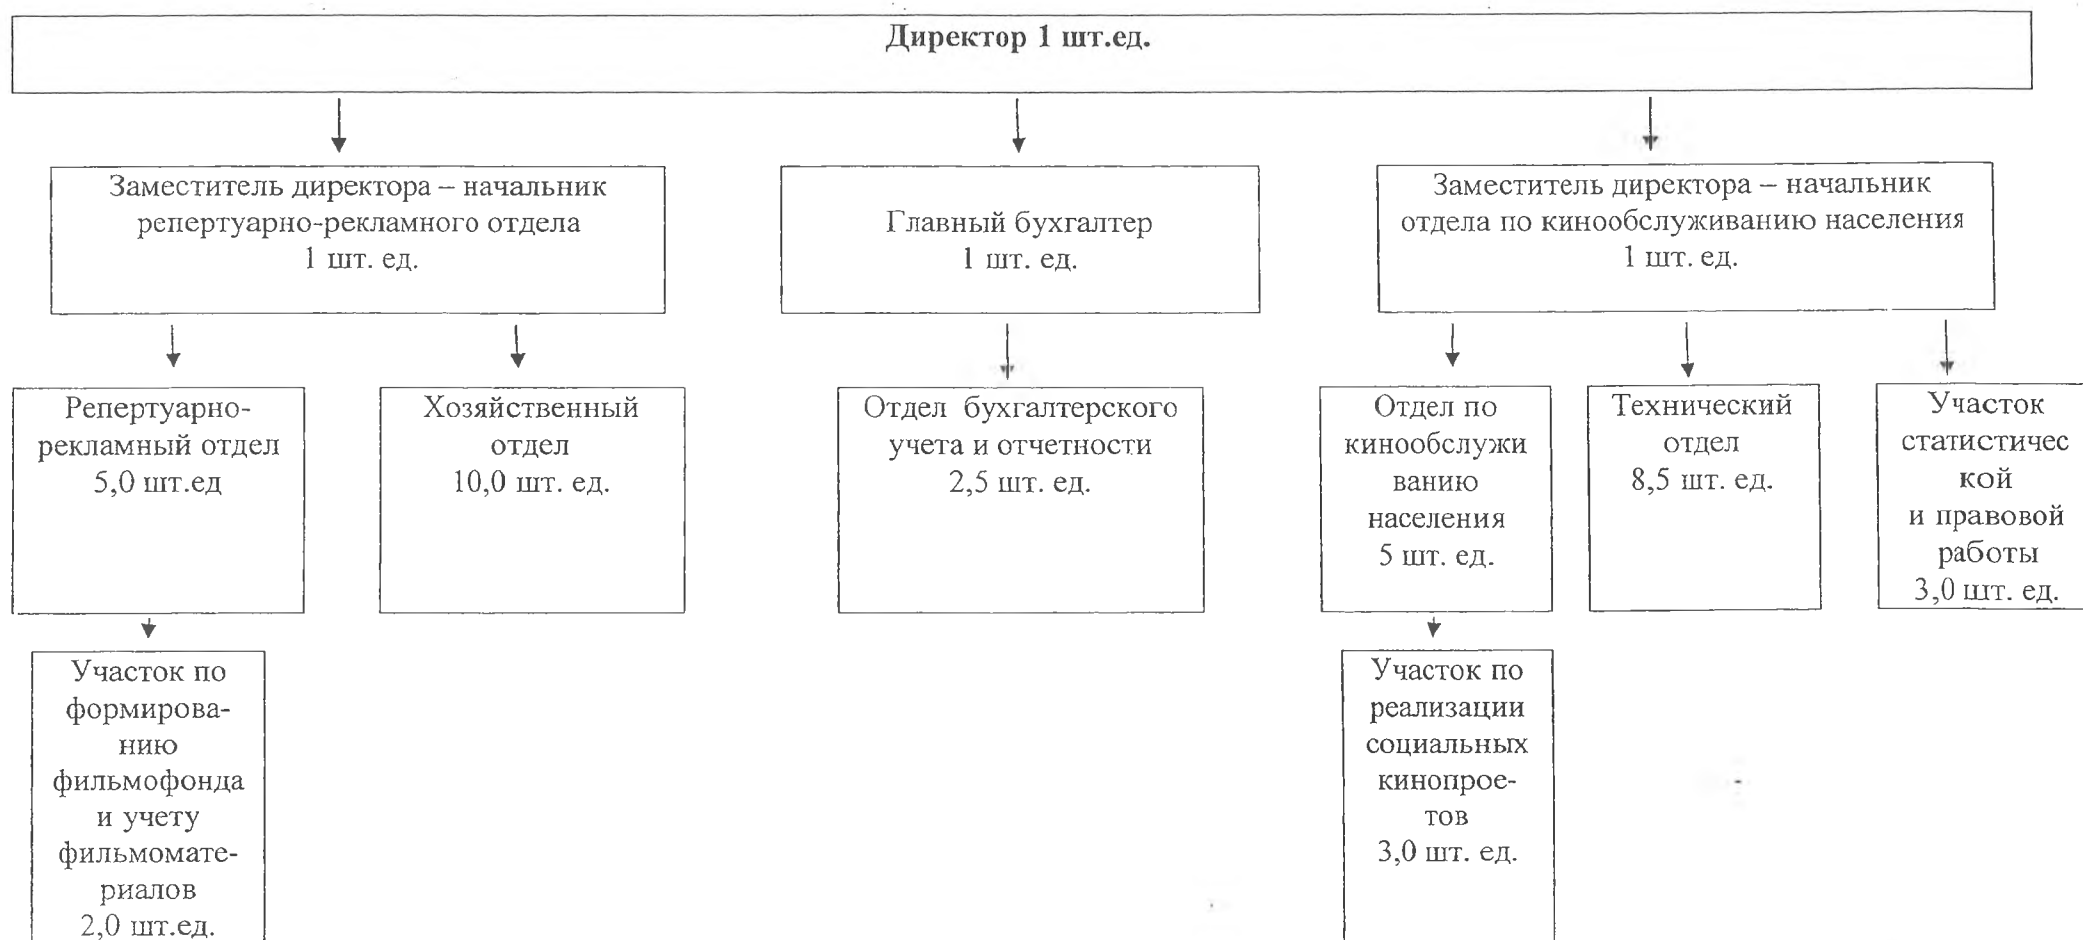 Директор 1 шт.ед.
Заместитель директора – начальник
репертуарно-рекламного отдела
1 шт. ед.
Главный бухгалтер
1 шт. ед.
Заместитель директора – начальник
отдела по кинообслуживанию населения
1 шт. ед.
Репертуарно-
рекламный отдел
5,0 шт.ед
Хозяйственный
отдел
10,0 шт. ед.
Отдел бухгалтерского
учета и отчетности
2,5 шт. ед.
Отдел по
кинообслужи
ванию
населения
5 шт. ед.
Технический
отдел
8,5 шт. ед.
Участок
статистичес
кой
и правовой
работы
3,0 шт. ед.
Участок по
формирова-
нию
фильмофонда
и учету
фильмомате-
риалов
2,0 шт.ед.
Участок по
реализации
социальных
кинопрое-
тов
3,0 шт. ед.